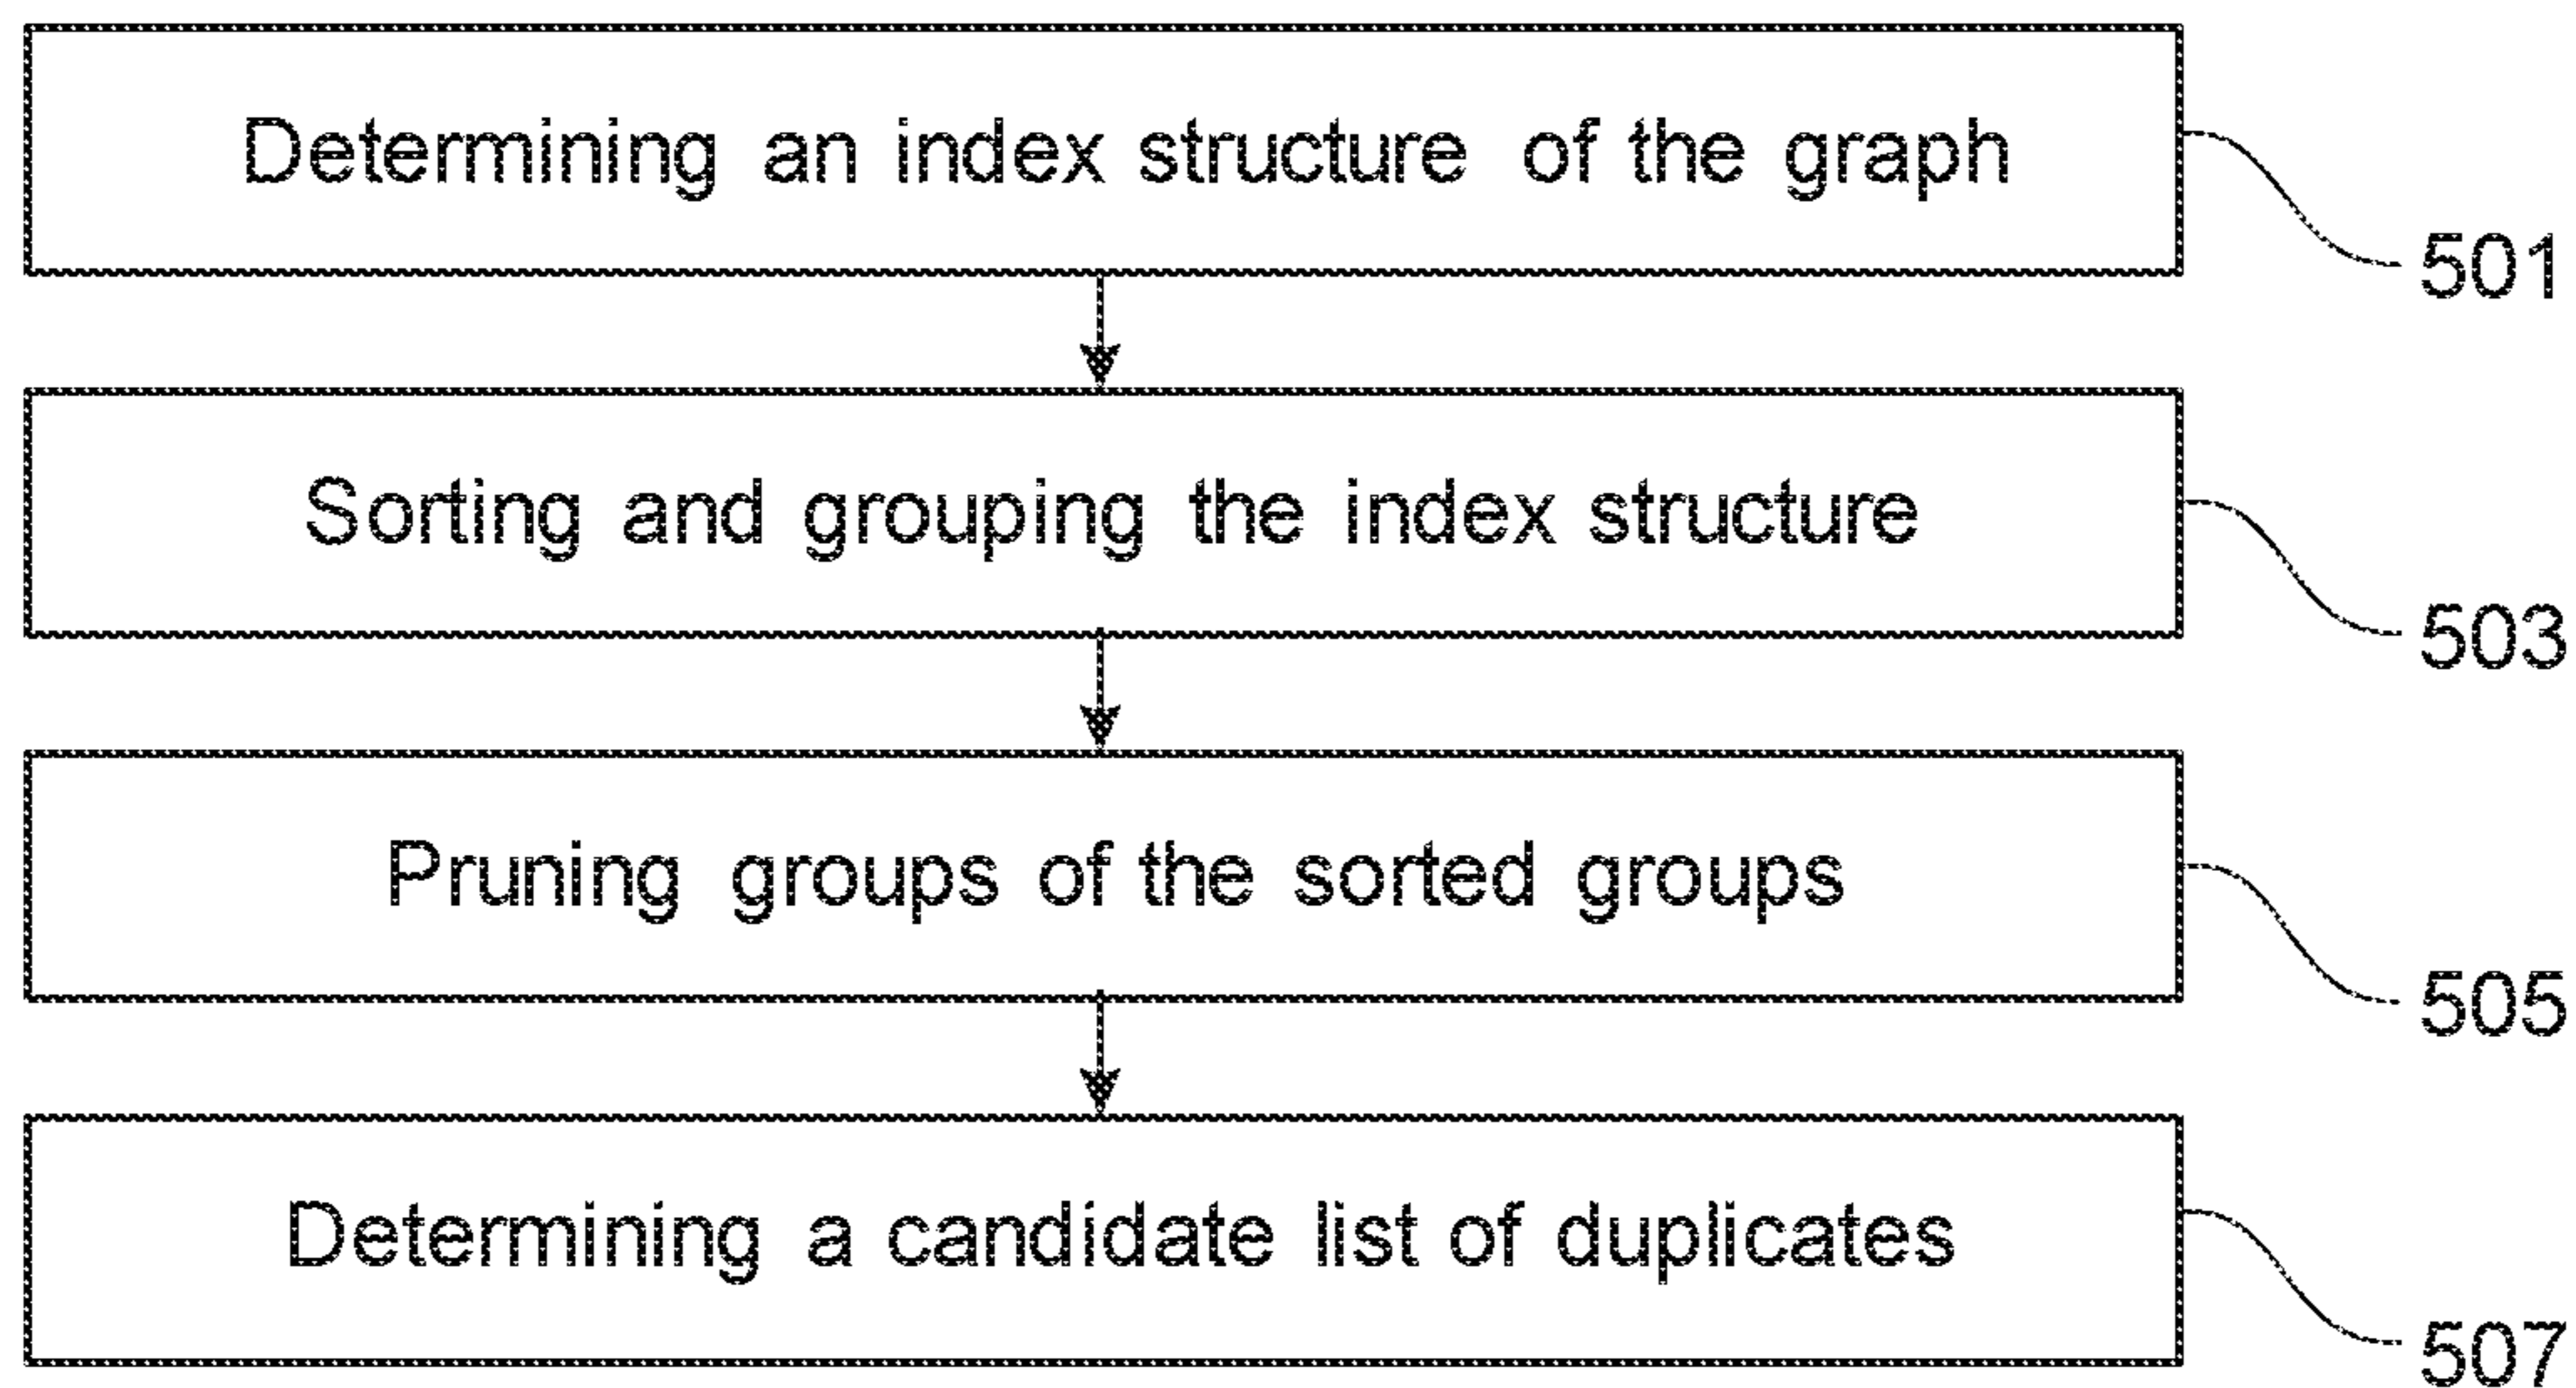 Determining an index structure of the graph
501
Sorting and grouping the index structure
503
Pruning groups of the sorted groups
505
Determining a candidate list of duplicates
507